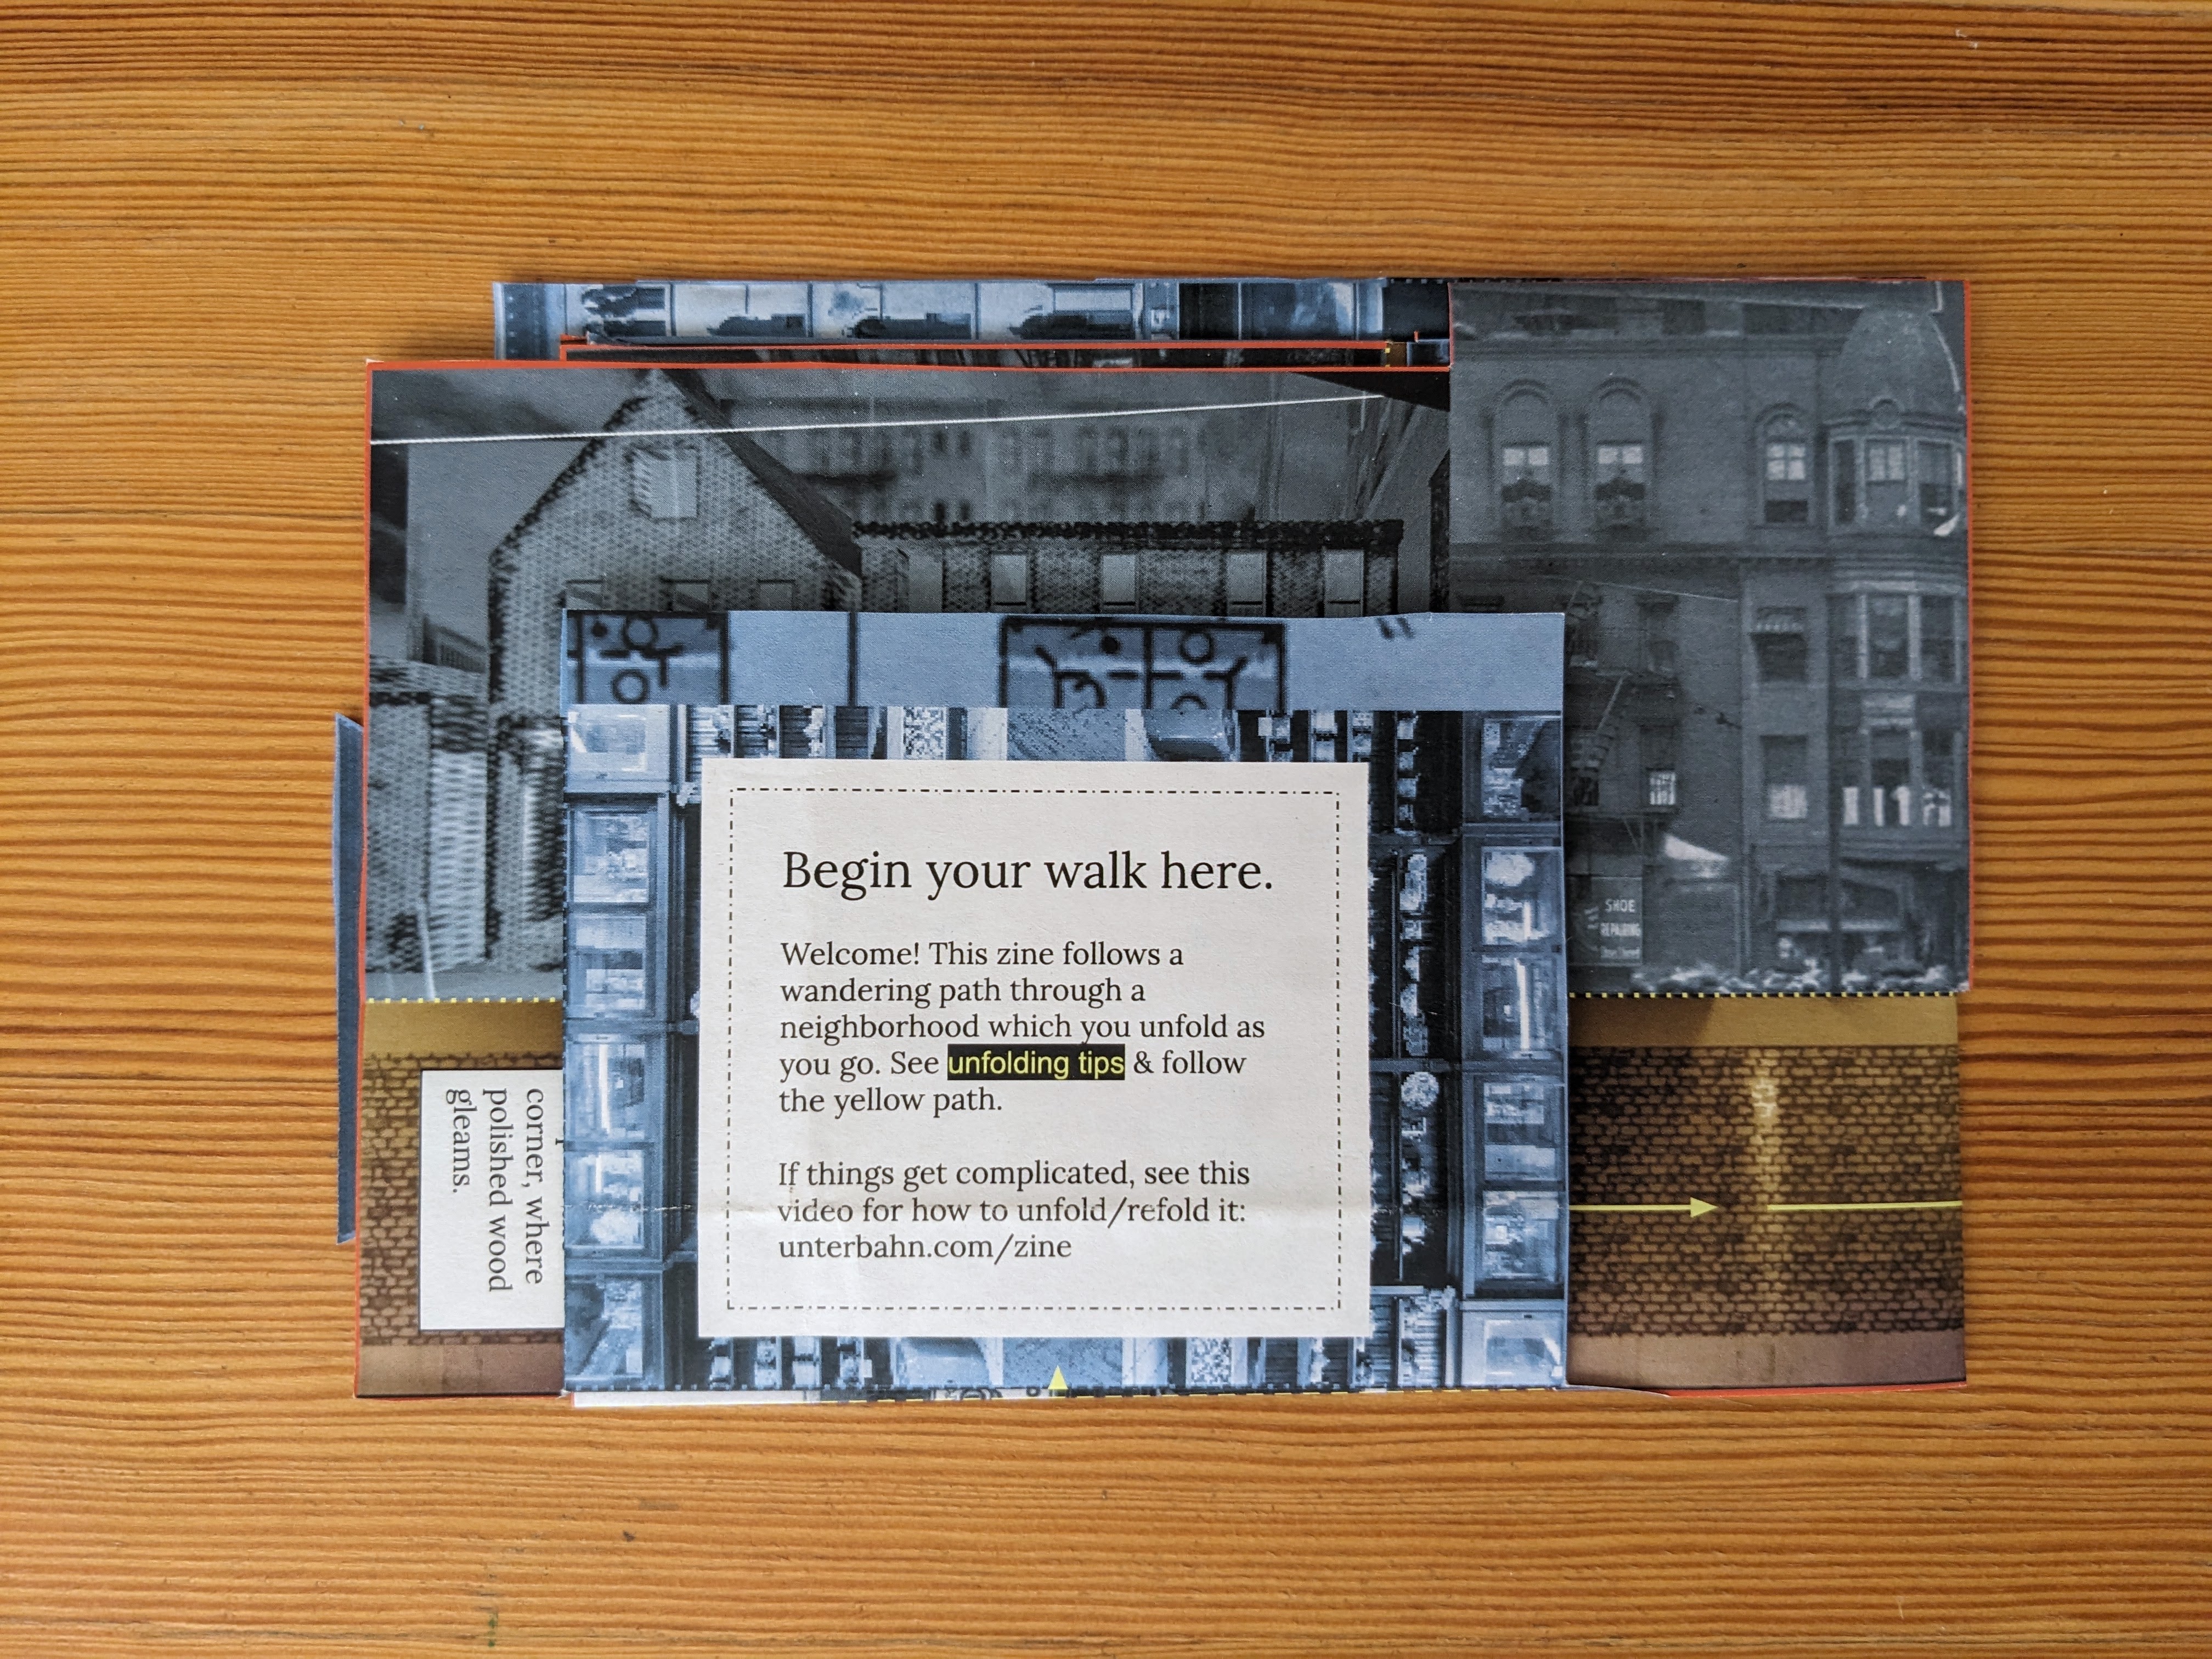 SHOE
REPAIRING
Begin your walk here.
Welcome! This zine follows a
wandering path through a
neighborhood which you unfold as
you go. See unfolding tips & follow
the yellow path.
If things get complicated, see this
video for how to unfold/refold it:
unterbahn.com/zine
corner, where
polished wood
gleams.